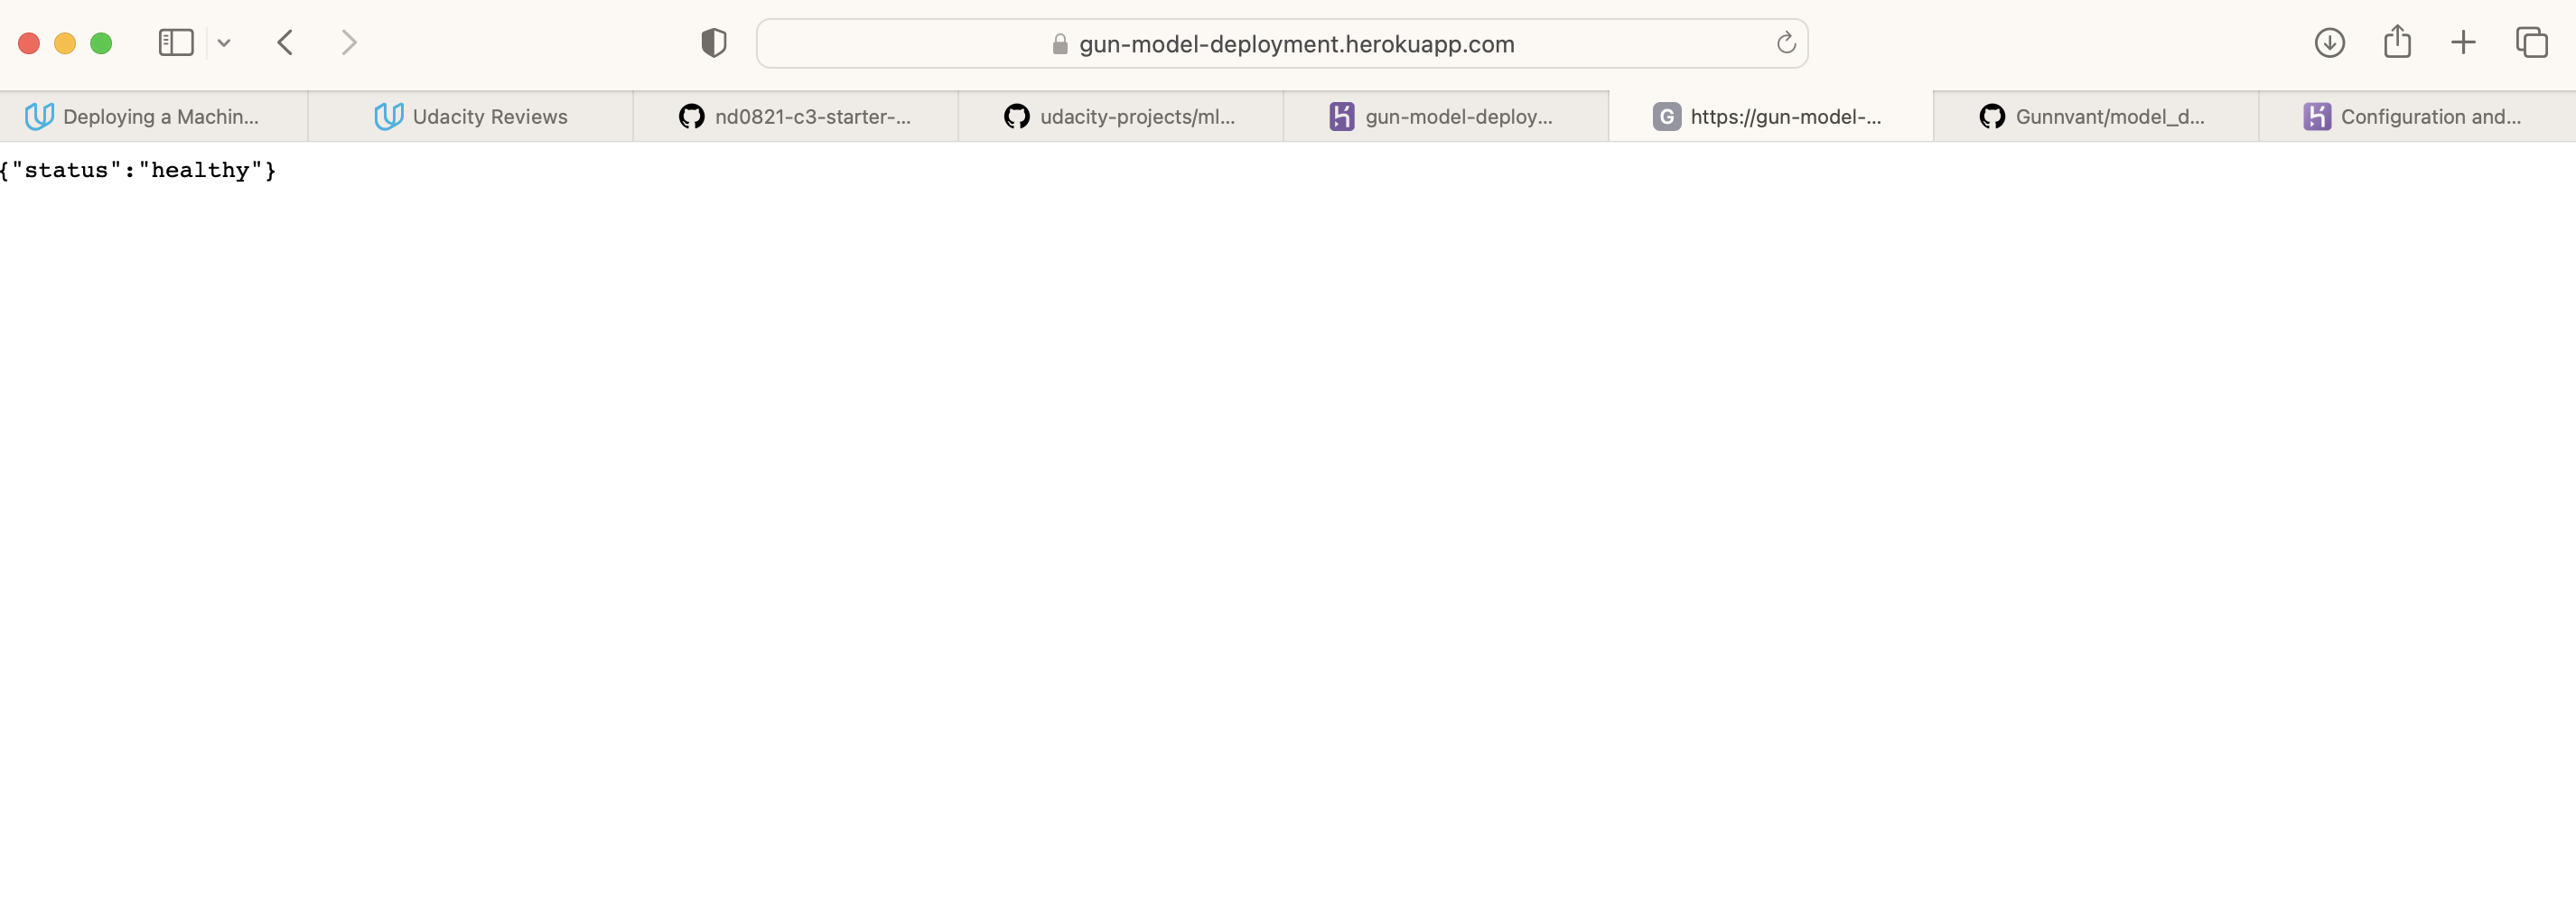 gun-model-deployment.herokuapp.com
Deploying a Machin... Udacity Reviews nd0821-c3-starter-... udacity-projects/ml... gun-model-deploy... G https://gun-model-... Gunnvant/model_d... Configuration and...
{"status":"healthy"}